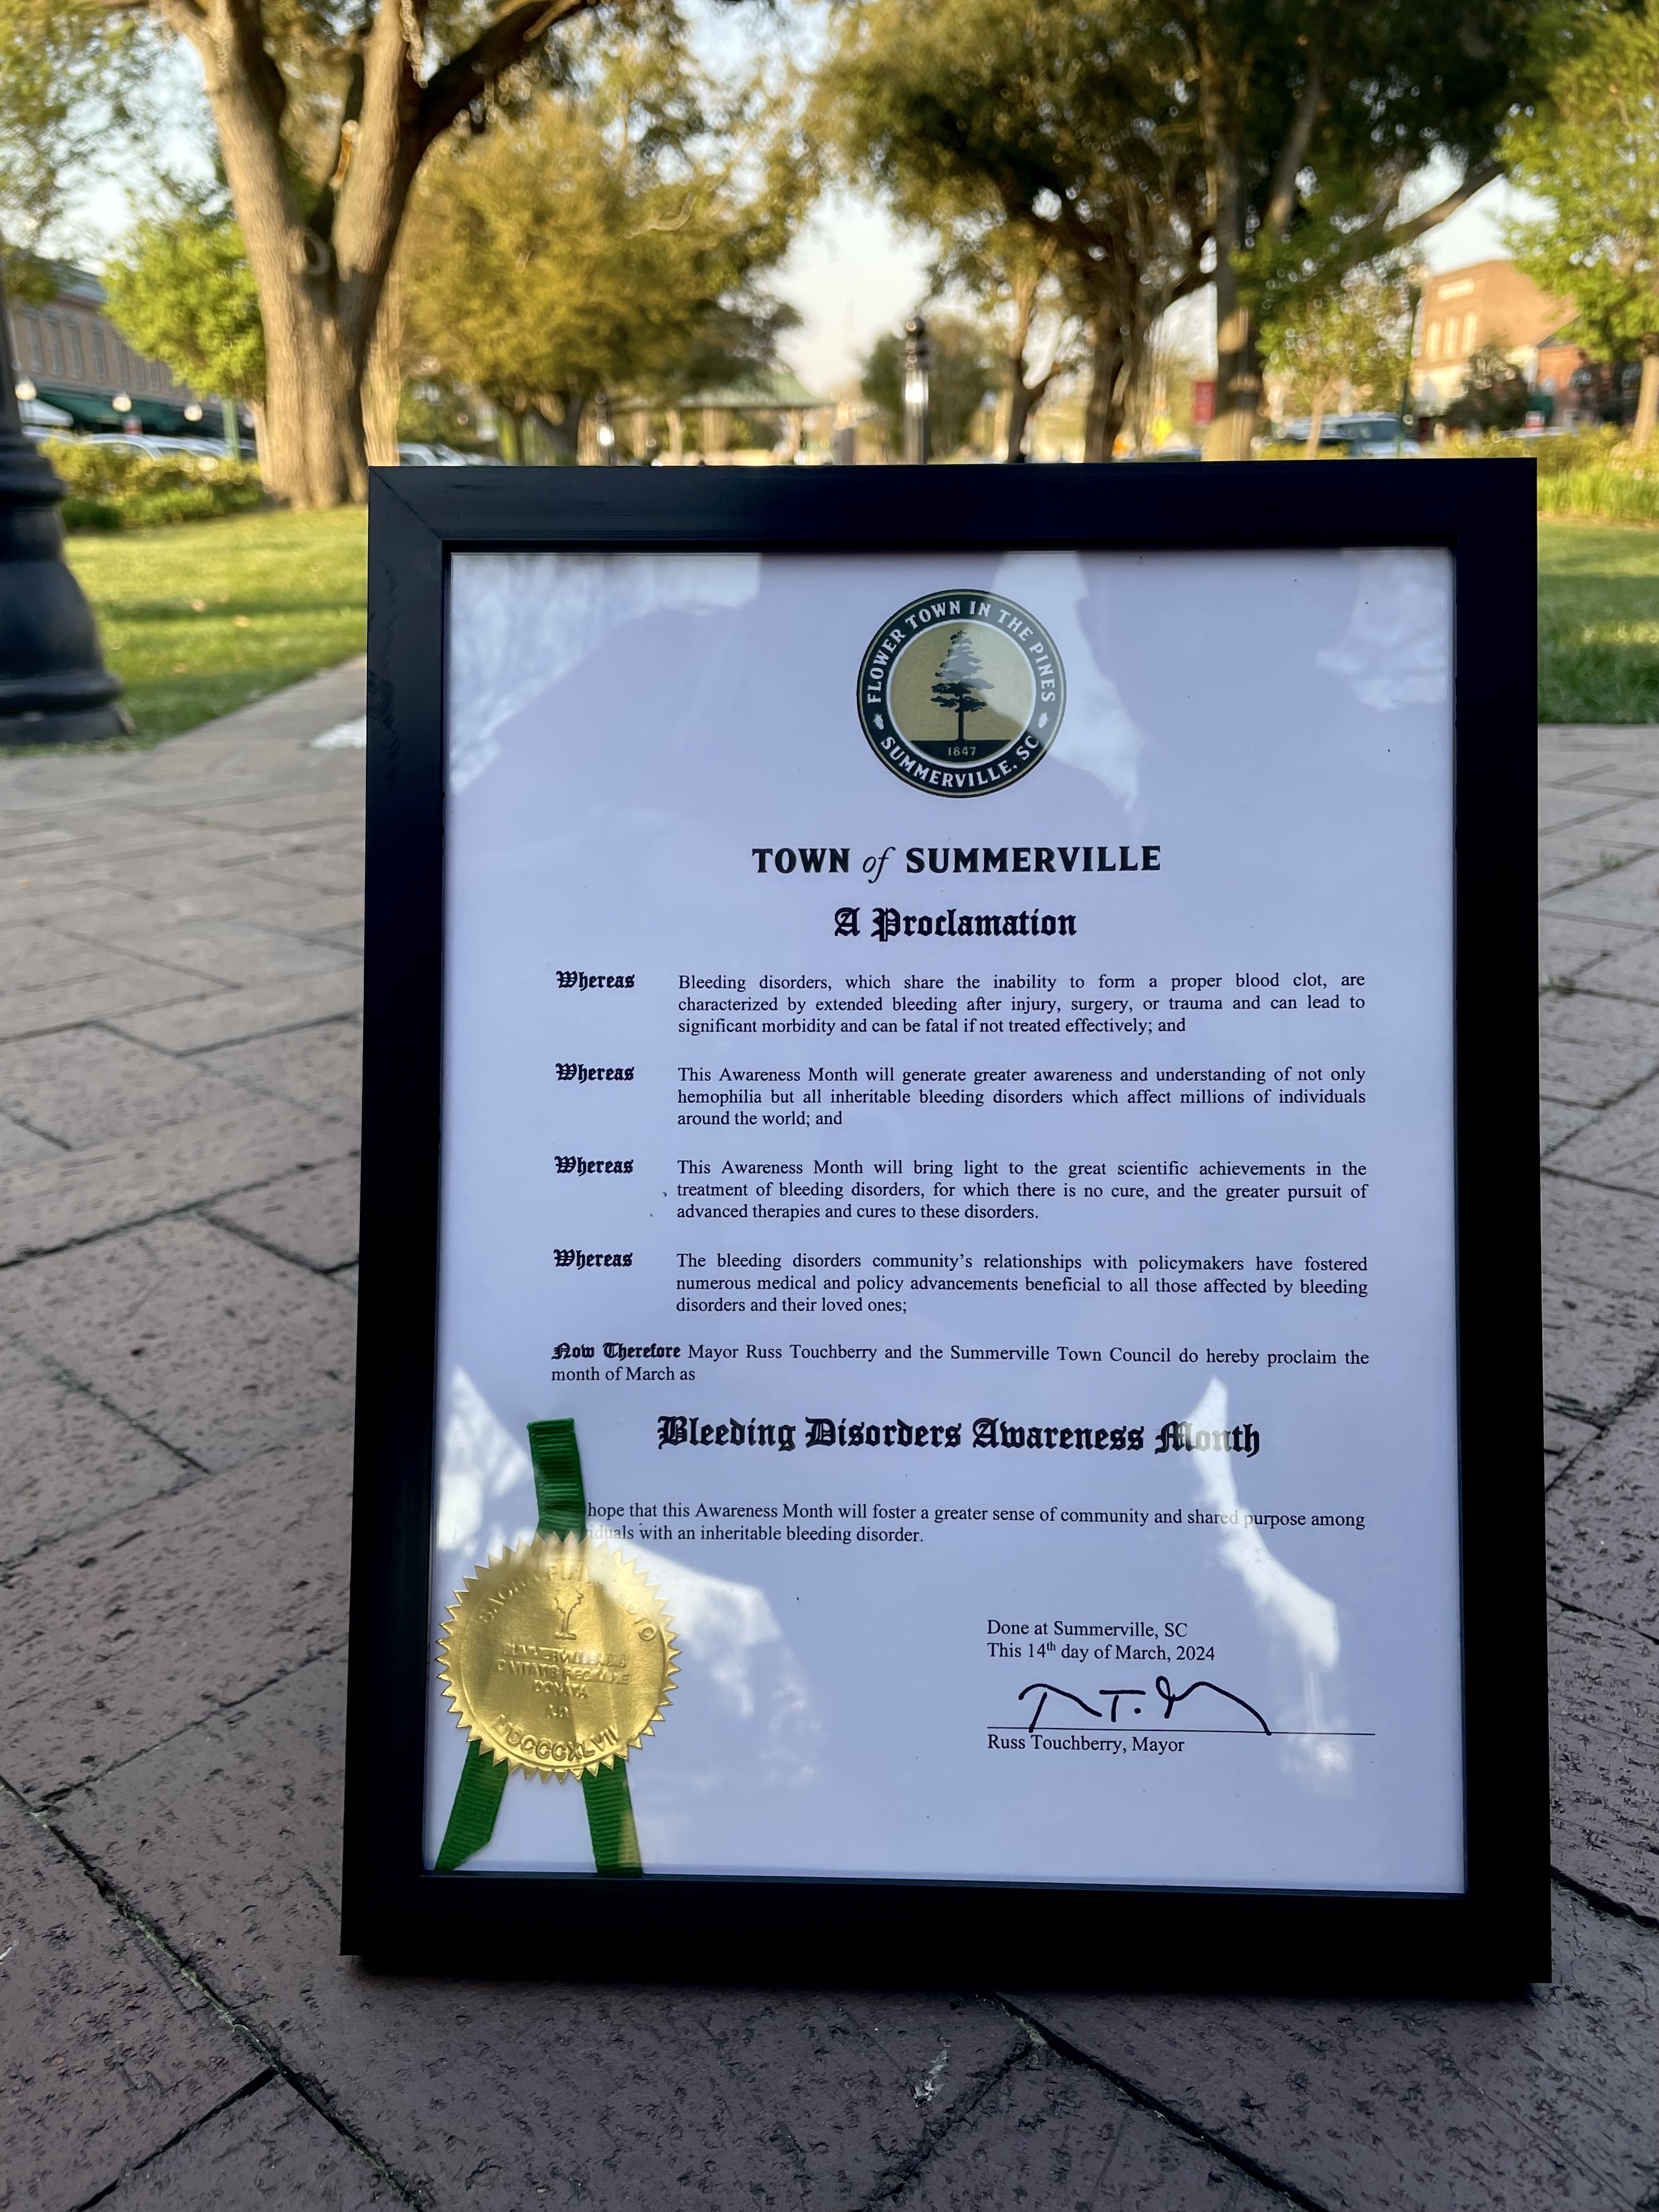 FLOWER TOWN IN THE PINES
1847
SUMMERVILLE, SC
TOWN of SUMMERVILLE
A Proclamation
Whereas Bleeding disorders, which share the inability to form a proper blood clot, are
characterized by extended bleeding after injury, surgery, or trauma and can lead to
significant morbidity and can be fatal if not treated effectively; and
Whereas This Awareness Month will generate greater awareness and understanding of not only
hemophilia but all inheritable bleeding disorders which affect millions of individuals
around the world; and
Whereas This Awareness Month will bring light to the great scientific achievements in the
treatment of bleeding disorders, for which there is no cure, and the greater pursuit of
advanced therapies and cures to these disorders.
Whereas The bleeding disorders community's relationships with policymakers have fostered
numerous medical and policy advancements beneficial to all those affected by bleeding
disorders and their loved ones;
Now Therefore Mayor Russ Touchberry and the Summerville Town Council do hereby proclaim the
month of March as
Bleeding Disorders Awareness Month
hope that this Awareness Month will foster a greater sense of community and shared purpose among
with an inheritable bleeding disorder.
Done at Summerville, SC
This 14th day of March, 2024
Russ Touchberry, Mayor
DONATA
A.D.
MDCCCXLVII